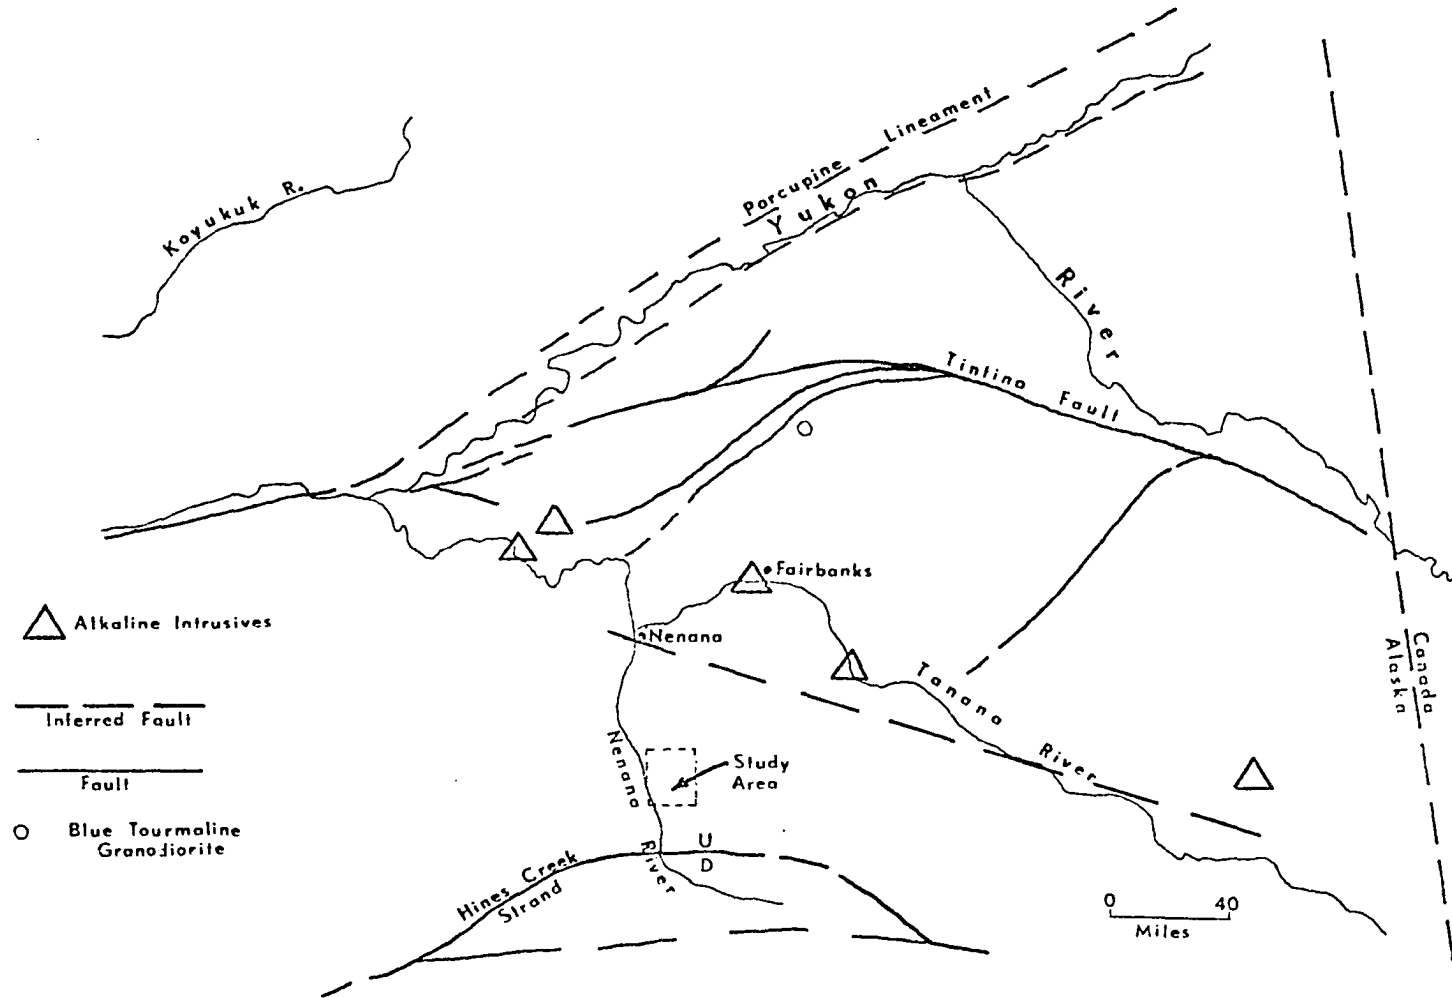 Porcupine Lineament
Koyukuk R.
Yukon
River
Tintina Fault
Fairbanks
Nenana
Alkaline Intrusives
Tanana River
Canada
Alaska
Inferred Fault
Nenana River
Study
Area
Fault
Blue Tourmaline
Granodiorite
U
D
Hines Creek
Strand
0 40
Miles